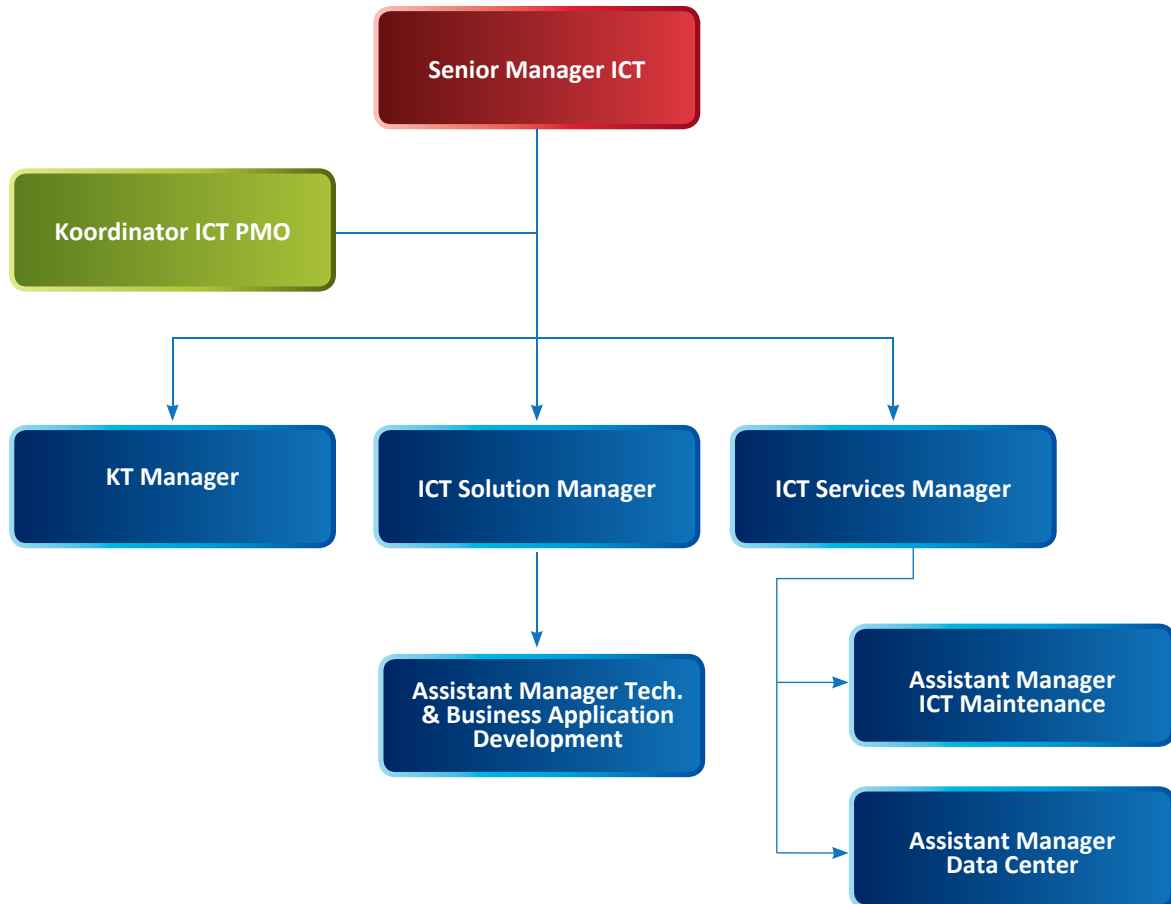 Senior Manager ICT
Koordinator ICT PMO
KT Manager
ICT Solution Manager
ICT Services Manager
Assistant Manager Tech.
& Business Application
Development
Assistant Manager
ICT Maintenance
Assistant Manager
Data Center